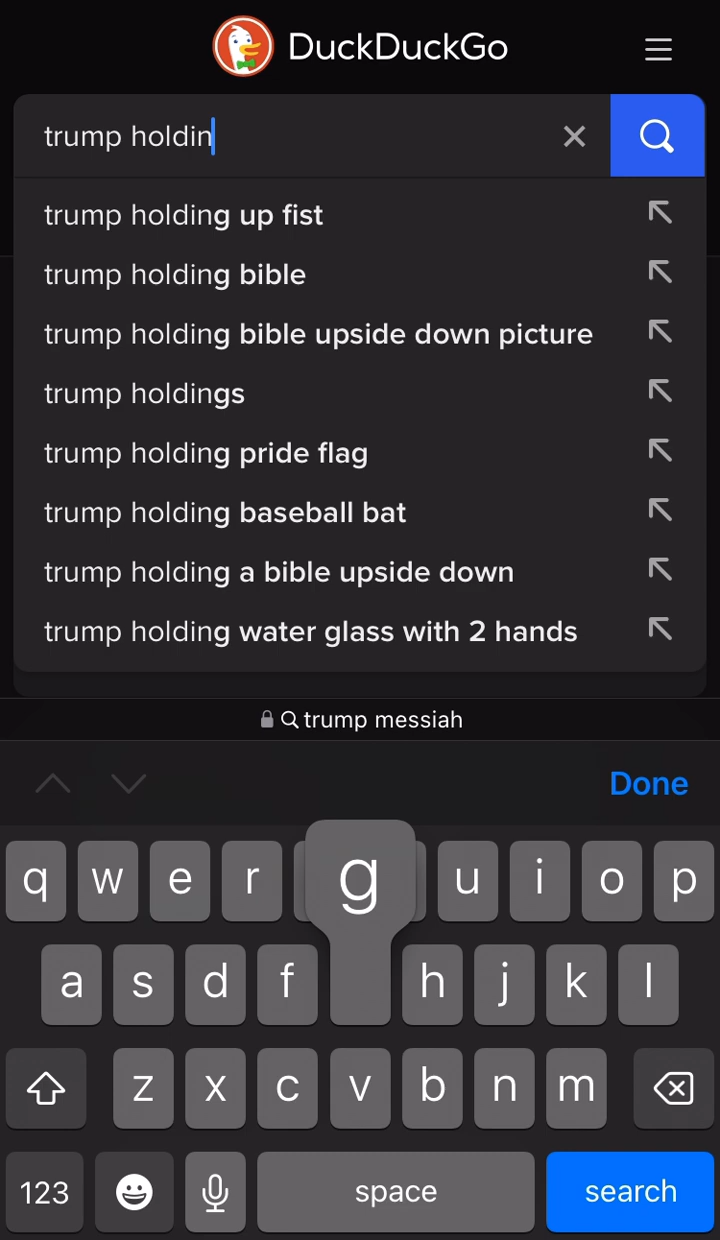 DuckDuckGo
trump holdin
trump holding up fist
trump holding bible
trump holding bible upside down picture
trump holdings
trump holding pride flag
trump holding baseball bat
trump holding a bible upside down
trump holding water glass with 2 hands
trump messiah
Done
q w e r g u i o p
a s d f h j k l
z x c v b n m
123 space search